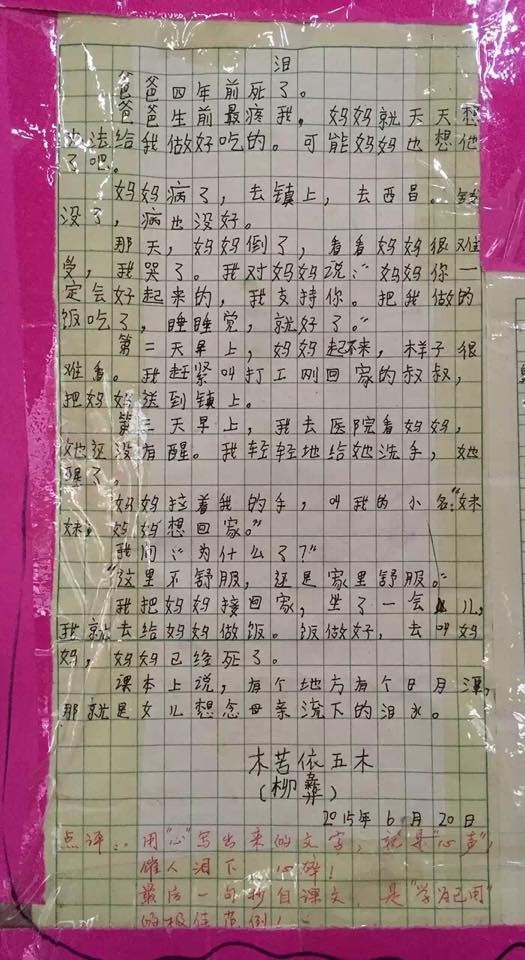 泪
爸爸四年前死了。
爸爸生前最疼我,妈妈就天天想
办法给我做好吃的。可能妈妈也想他
了吧。
妈妈病了,去镇上,去西昌。钱
没了,病也没好。
那天,妈妈倒了,看看妈妈很难
受,我哭了。我对妈妈说:“妈妈你一
定会好起来的,我支持你。把我做的
饭吃了,睡睡觉,就好了。”
第二天早上,妈妈起不来,样子很
难看。我赶紧叫打工刚回家的叔叔,
把妈妈送到镇上。
第三天早上,我去医院看妈妈,
她还没有醒。我轻轻地给她洗手,她
醒了,
妈妈拉着我的手,叫我的小名:“妹
妹,妈妈想回家。”
我问:“为什么了?”
“这里不舒服,还是家里舒服。”
我把妈妈接回家,坐了一会儿,
我就去给妈妈做饭。饭做好,去叫妈
妈,妈妈已经死了。
课本上说,有个地方有个日月潭,
那就是女儿想念母亲流下的泪水。
木苦依五木
(柳彝)
2015年6月20日
点评:用“心”写出来的文字,就是“心声”,
催人泪下 心碎!
最后一句抄自课文,是“学为己用”
的极佳范例!